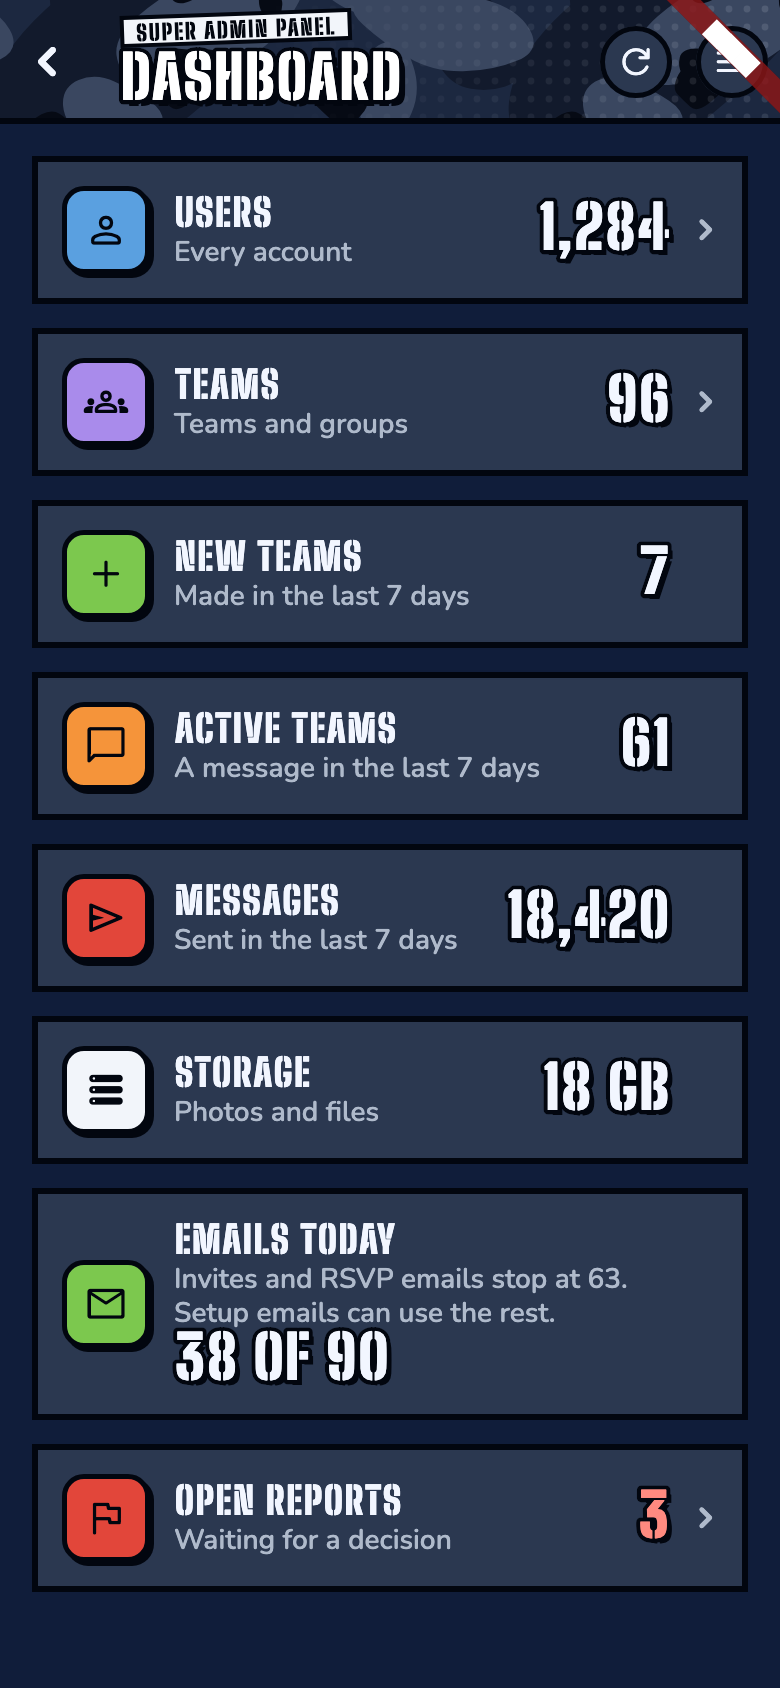 SUPER ADMIN PANEL
DASHBOARD
USERS
Every account
1,284
TEAMS
Teams and groups
96
NEW TEAMS
Made in the last 7 days
7
ACTIVE TEAMS
A message in the last 7 days
61
MESSAGES
Sent in the last 7 days
18,420
STORAGE
Photos and files
18 GB
EMAILS TODAY
Invites and RSVP emails stop at 63.
Setup emails can use the rest.
38 OF 90
OPEN REPORTS
Waiting for a decision
3